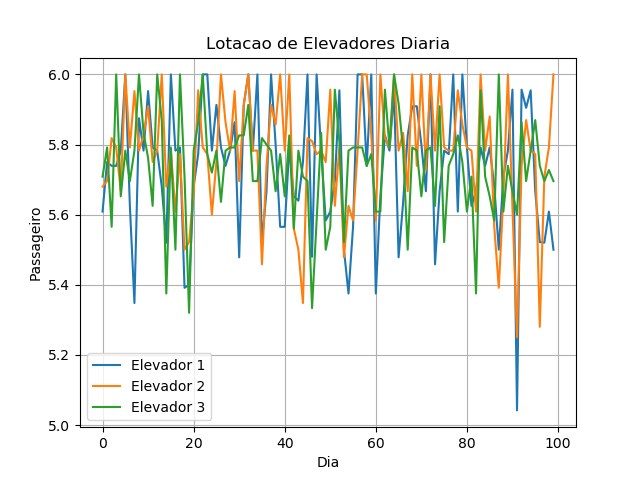 Lotacao de Elevadores Diaria
6.0
5.8
5.6
5.4
5.2
5.0
Passageiro
Elevador 1
Elevador 2
Elevador 3
0 20 40 60 80 100
Dia